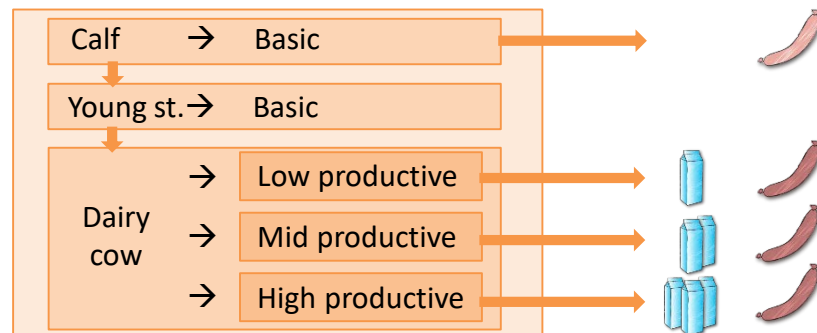 Calf → Basic
Young st. → Basic
Dairy
cow
→ Low productive
→ Mid productive
→ High productive